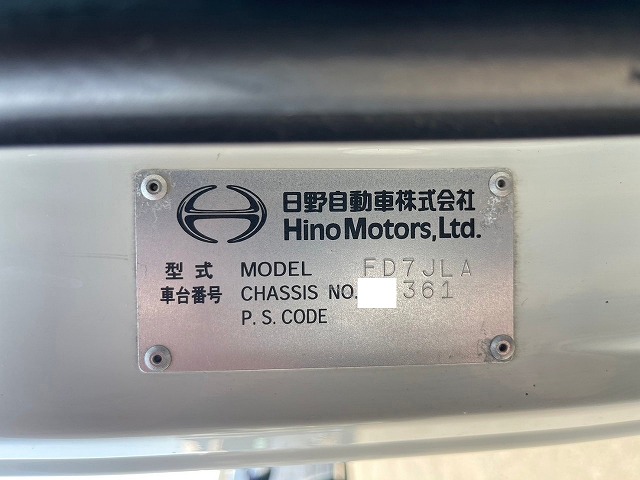 日野自動車株式会社
Hino Motors, Ltd.
型式 MODEL FD7JLA
車台番号 CHASSIS NO. 361
P. S. CODE